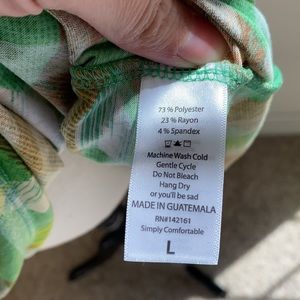 73 % Polyester
23 % Rayon
4 % Spandex
Machine Wash Cold
Gentle Cycle
Do Not Bleach
Hang Dry
or you'll be sad
MADE IN GUATEMALA
RN#142161
Simply Comfortable
L